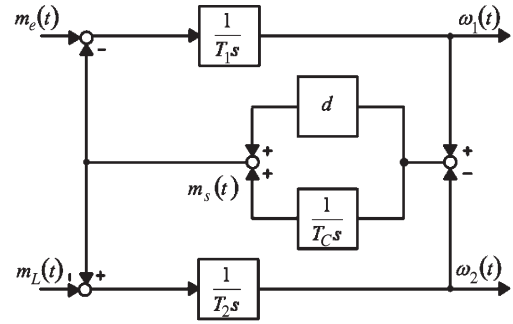 m_e(t)
1
T_1 s
ω_1(t)
-
d
+
+
+
-
m_s(t)
1
T_C s
m_L(t)
+
1
T_2 s
ω_2(t)